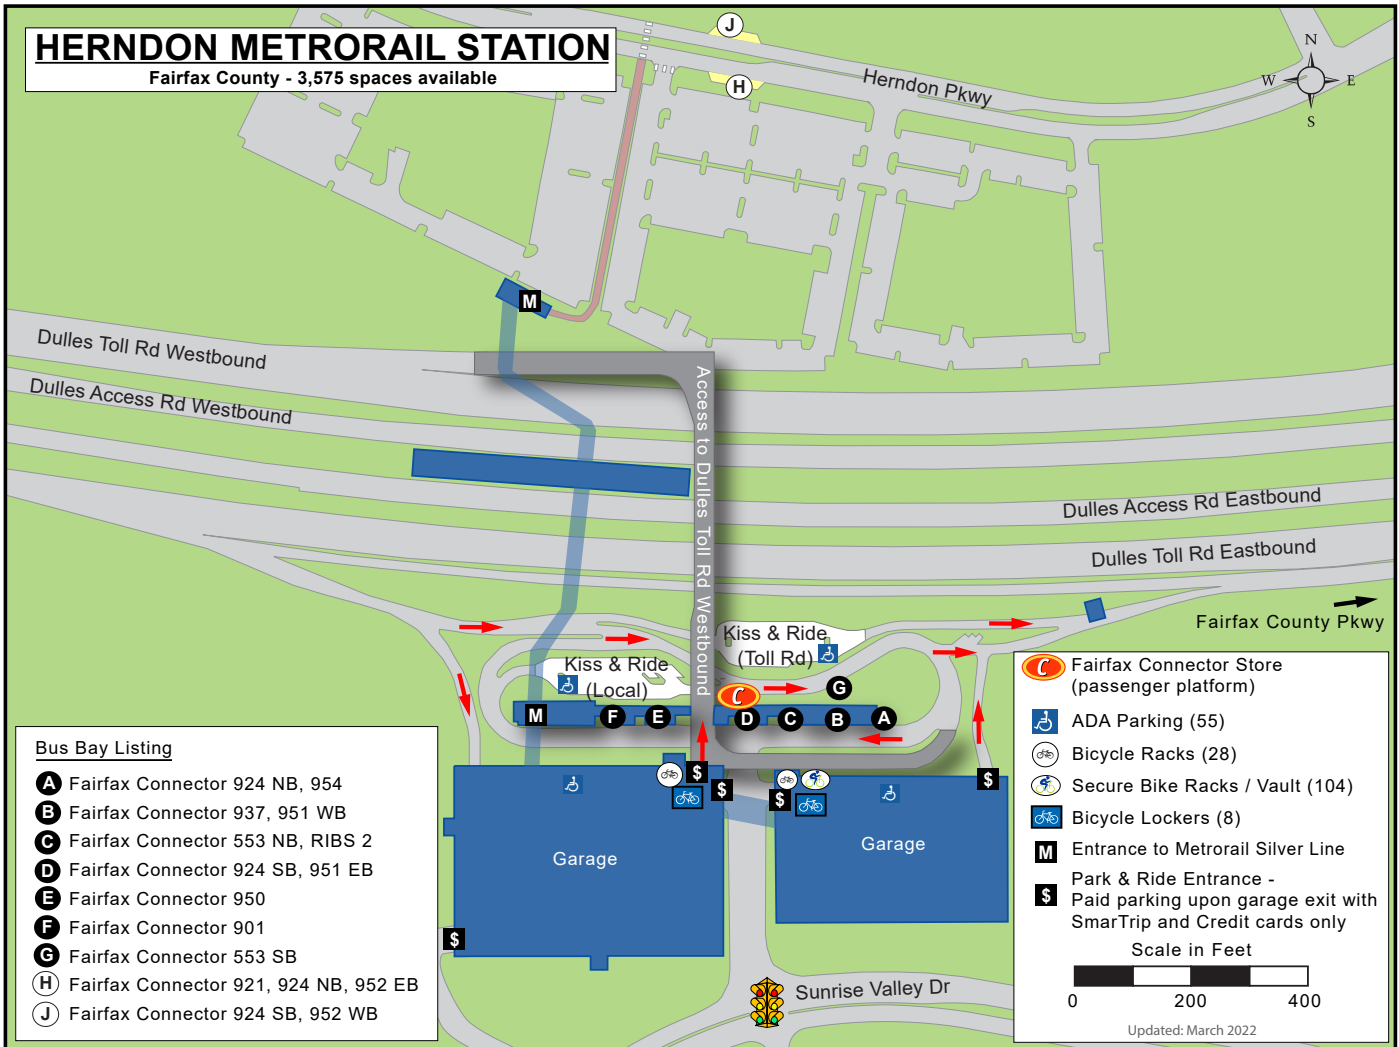 HERNDON METRORAIL STATION
Fairfax County - 3,575 spaces available
J
H
Herndon Pkwy
N
W
E
S
M
Dulles Toll Rd Westbound
Dulles Access Rd Westbound
Access to Dulles Toll Rd Westbound
Dulles Access Rd Eastbound
Dulles Toll Rd Eastbound
Fairfax County Pkwy
Kiss & Ride
(Toll Rd)
Kiss & Ride
(Local)
C
G
M
F
E
D
C
B
A
$
$
$
$
Garage
Garage
$
Sunrise Valley Dr
Bus Bay Listing
A Fairfax Connector 924 NB, 954
B Fairfax Connector 937, 951 WB
C Fairfax Connector 553 NB, RIBS 2
D Fairfax Connector 924 SB, 951 EB
E Fairfax Connector 950
F Fairfax Connector 901
G Fairfax Connector 553 SB
H Fairfax Connector 921, 924 NB, 952 EB
J Fairfax Connector 924 SB, 952 WB
C Fairfax Connector Store
(passenger platform)
ADA Parking (55)
Bicycle Racks (28)
Secure Bike Racks / Vault (104)
Bicycle Lockers (8)
M Entrance to Metrorail Silver Line
$ Park & Ride Entrance -
Paid parking upon garage exit with
SmarTrip and Credit cards only
Scale in Feet
0 200 400
Updated: March 2022